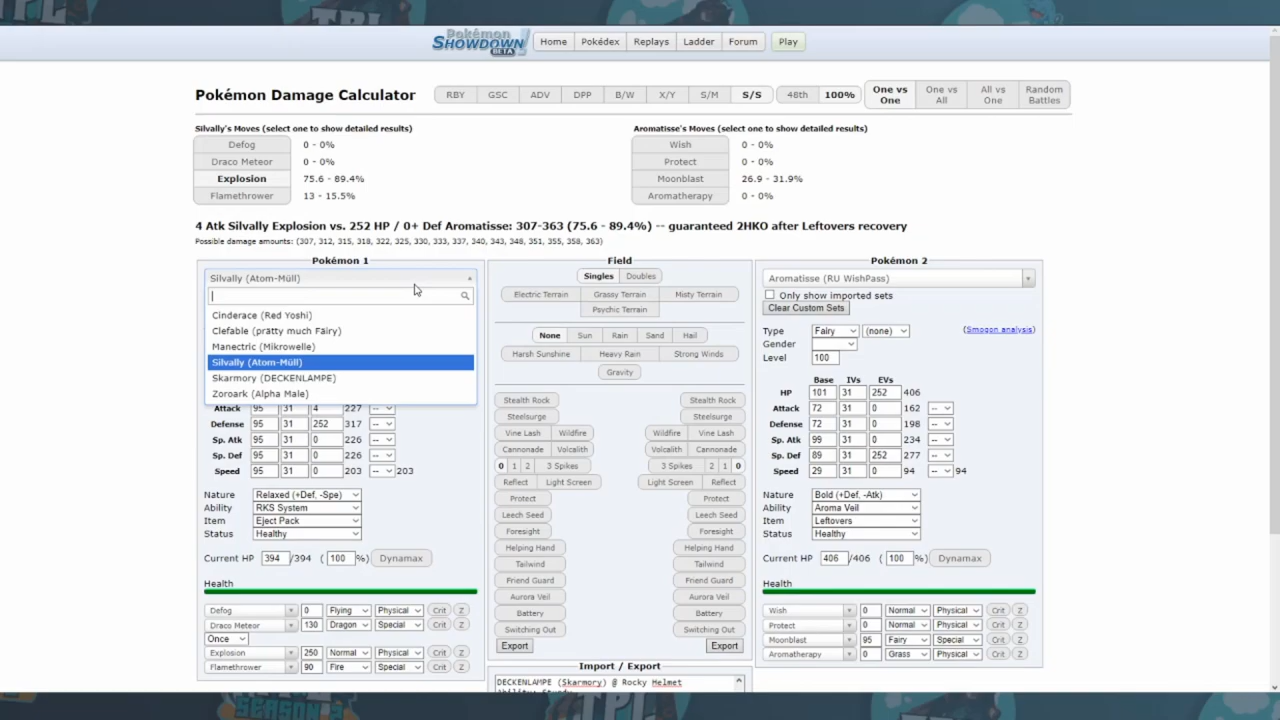 TPL
TPL
Pokémon
SHOWDOWN!
BETA
Home Pokédex Replays Ladder Forum Play
Pokémon Damage Calculator
RBY GSC ADV DPP B/W X/Y S/M S/S 48th 100% One vs One One vs All All vs One Random Battles
Silvally's Moves (select one to show detailed results)
Defog 0 - 0%
Draco Meteor 0 - 0%
Explosion 75.6 - 89.4%
Flamethrower 13 - 15.5%
Aromatisse's Moves (select one to show detailed results)
Wish 0 - 0%
Protect 0 - 0%
Moonblast 26.9 - 31.9%
Aromatherapy 0 - 0%
4 Atk Silvally Explosion vs. 252 HP / 0+ Def Aromatisse: 307-363 (75.6 - 89.4%) -- guaranteed 2HKO after Leftovers recovery
Possible damage amounts: (307, 312, 315, 318, 322, 325, 330, 333, 337, 340, 343, 348, 351, 355, 358, 363)
Pokémon 1
Silvally (Atom-Müll)
Cinderace (Red Yoshi)
Clefable (pratty much Fäiry)
Manectric (Mikrowelle)
Silvally (Atom-Müll)
Skarmory (DECKENLAMPE)
Zoroark (Alpha Male)
Attack 95 31 4 227 --
Defense 95 31 252 317 --
Sp. Atk 95 31 0 226 --
Sp. Def 95 31 0 226 --
Speed 95 31 0 203 -- 203
Nature Relaxed (+Def, -Spe)
Ability RKS System
Item Eject Pack
Status Healthy
Current HP 394 /394 ( 100 %) Dynamax
Health
Defog 0 Flying Physical Crit Z
Draco Meteor 130 Dragon Special Crit Z
Once
Explosion 250 Normal Physical Crit Z
Flamethrower 90 Fire Special Crit Z
Field
Singles Doubles
Electric Terrain Grassy Terrain Misty Terrain
Psychic Terrain
None Sun Rain Sand Hail
Harsh Sunshine Heavy Rain Strong Winds
Gravity
Stealth Rock Stealth Rock
Steelsurge Steelsurge
Vine Lash Wildfire Wildfire Vine Lash
Cannonade Volcalith Volcalith Cannonade
0 1 2 3 Spikes 3 Spikes 2 1 0
Reflect Light Screen Light Screen Reflect
Protect Protect
Leech Seed Leech Seed
Foresight Foresight
Helping Hand Helping Hand
Tailwind Tailwind
Friend Guard Friend Guard
Aurora Veil Aurora Veil
Battery Battery
Switching Out Switching Out
Export Export
Import / Export
DECKENLAMPE (Skarmory) @ Rocky Helmet
Ability: Sturdy
Pokémon 2
Aromatisse (RU WishPass)
Only show imported sets
Clear Custom Sets
Type Fairy (none) (Smogon analysis)
Gender
Level 100
Base IVs EVs
HP 101 31 252 406
Attack 72 31 0 162 --
Defense 72 31 0 198 --
Sp. Atk 99 31 0 234 --
Sp. Def 89 31 252 277 --
Speed 29 31 0 94 -- 94
Nature Bold (+Def, -Atk)
Ability Aroma Veil
Item Leftovers
Status Healthy
Current HP 406 /406 ( 100 %) Dynamax
Health
Wish 0 Normal Physical Crit Z
Protect 0 Normal Physical Crit Z
Moonblast 95 Fairy Special Crit Z
Aromatherapy 0 Grass Physical Crit Z
SEASON
TPL